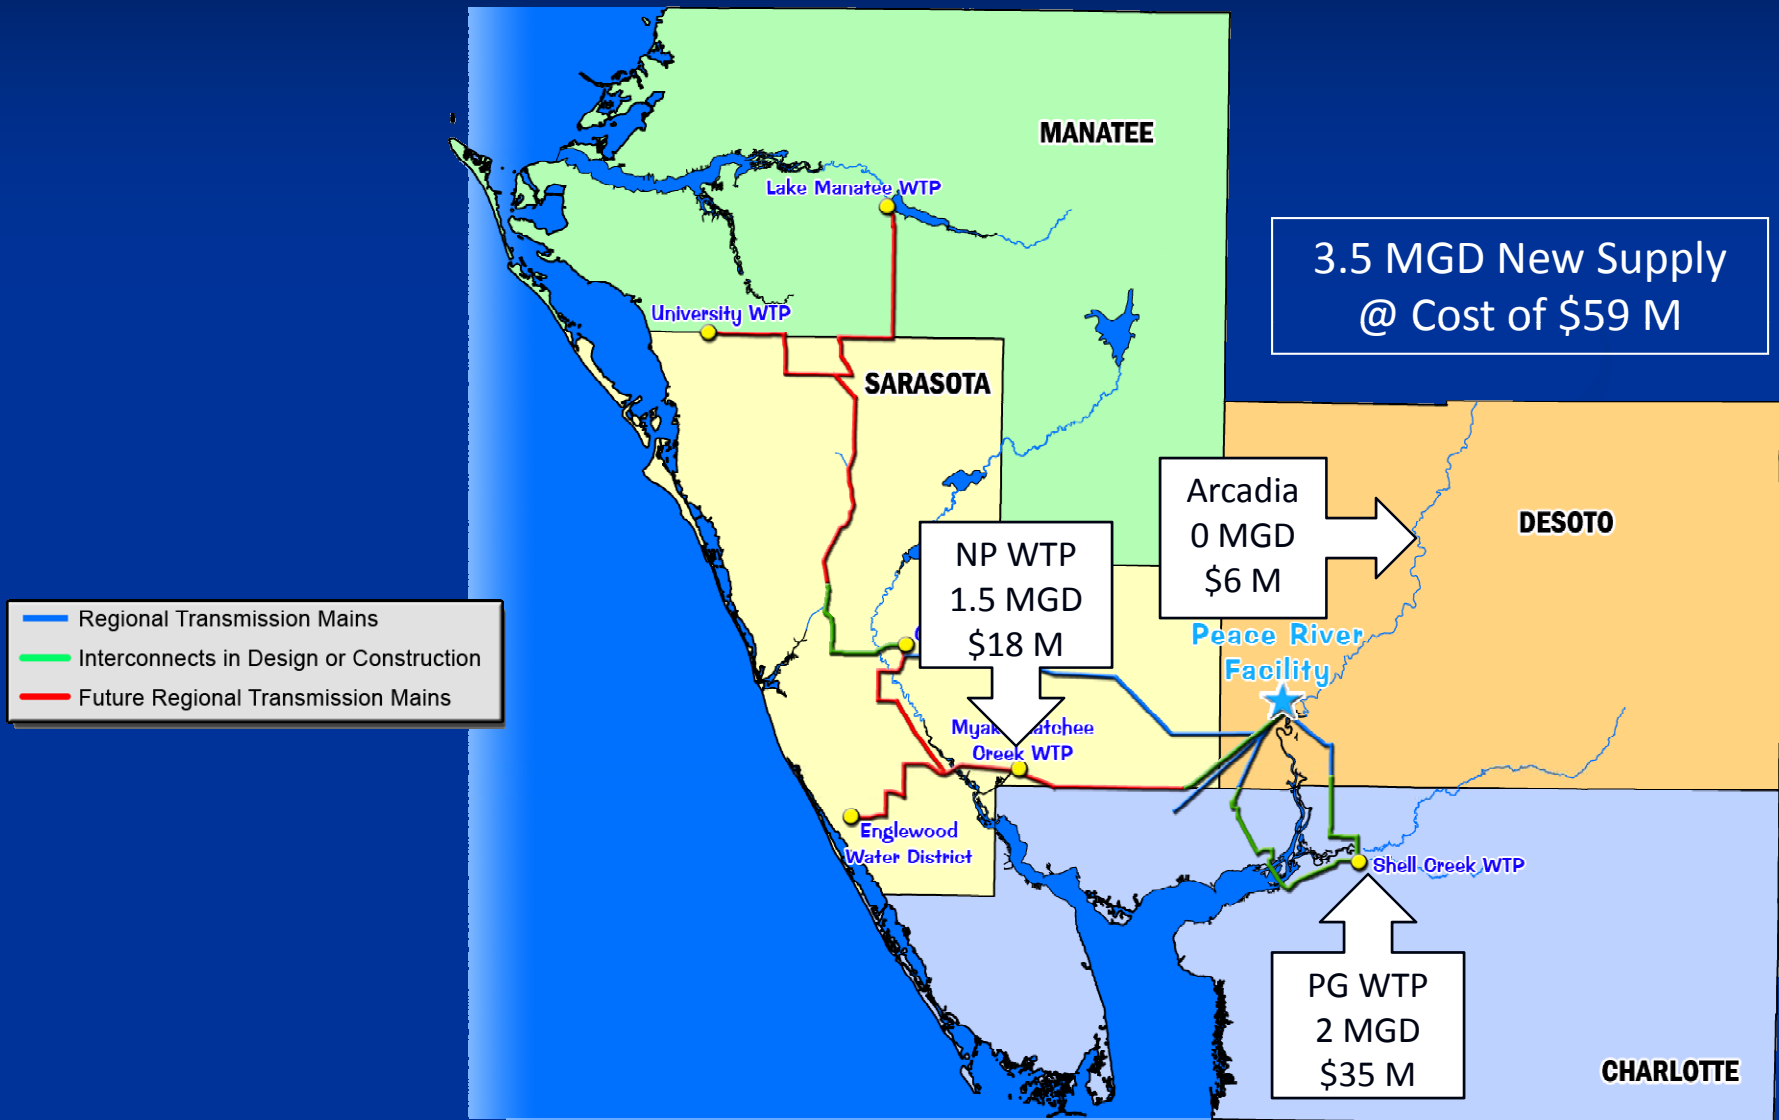 MANATEE
Lake Manatee WTP
3.5 MGD New Supply
@ Cost of $59 M
University WTP
SARASOTA
Arcadia
0 MGD
$6 M
DESOTO
NP WTP
1.5 MGD
$18 M
Regional Transmission Mains
Interconnects in Design or Construction
Future Regional Transmission Mains
Peace River
Facility
Creek WTP
Englewood
Water District
Shell Creek WTP
PG WTP
2 MGD
$35 M
CHARLOTTE